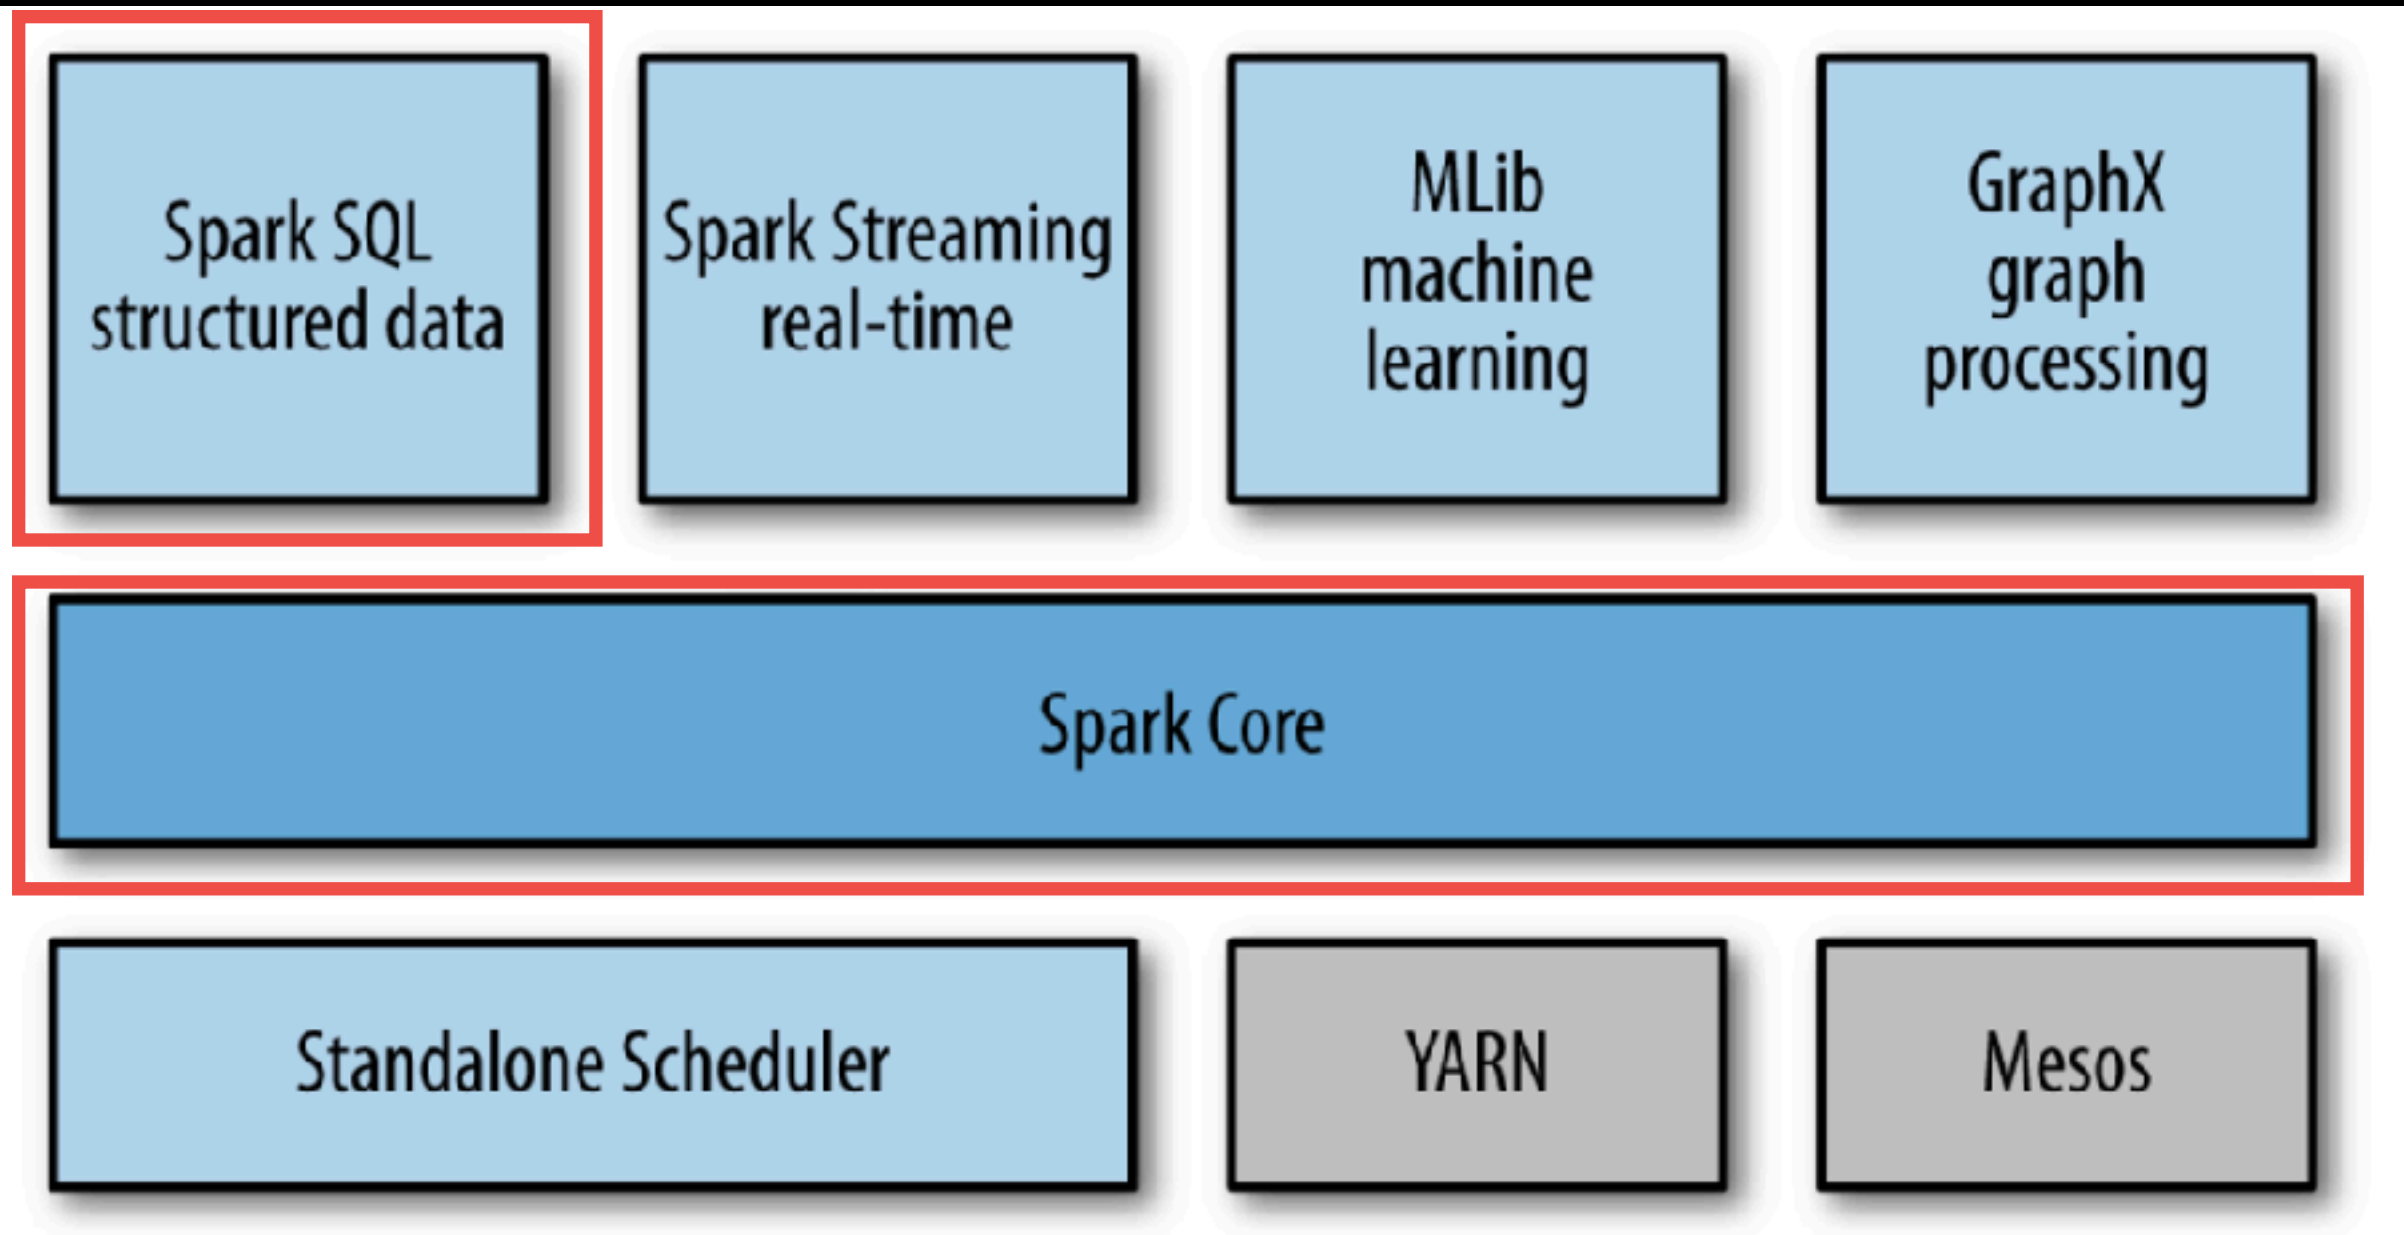 Spark SQL
structured data
Spark Streaming
real-time
MLib
machine
learning
GraphX
graph
processing
Spark Core
Standalone Scheduler
YARN
Mesos